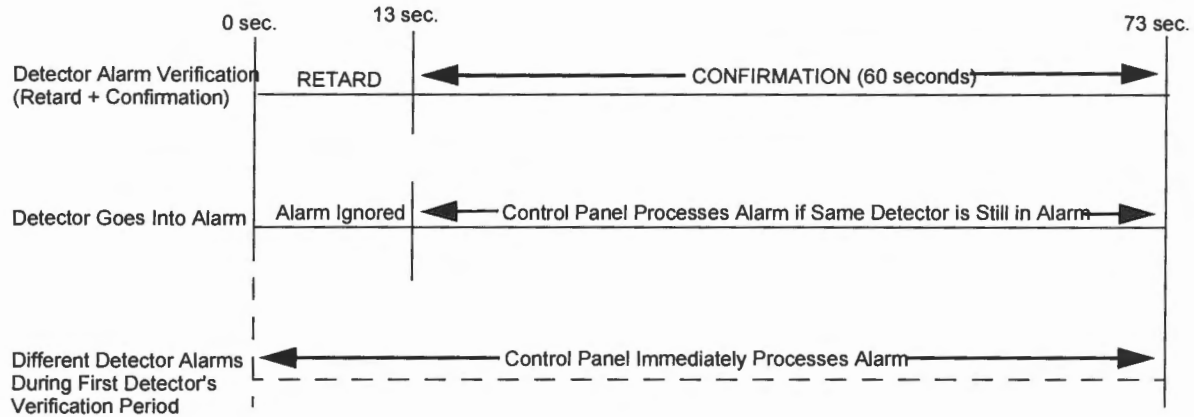 0 sec.
13 sec.
73 sec.
Detector Alarm Verification
(Retard + Confirmation)
RETARD
CONFIRMATION (60 seconds)
Detector Goes Into Alarm
Alarm Ignored
Control Panel Processes Alarm if Same Detector is Still in Alarm
Different Detector Alarms
During First Detector's
Verification Period
Control Panel Immediately Processes Alarm